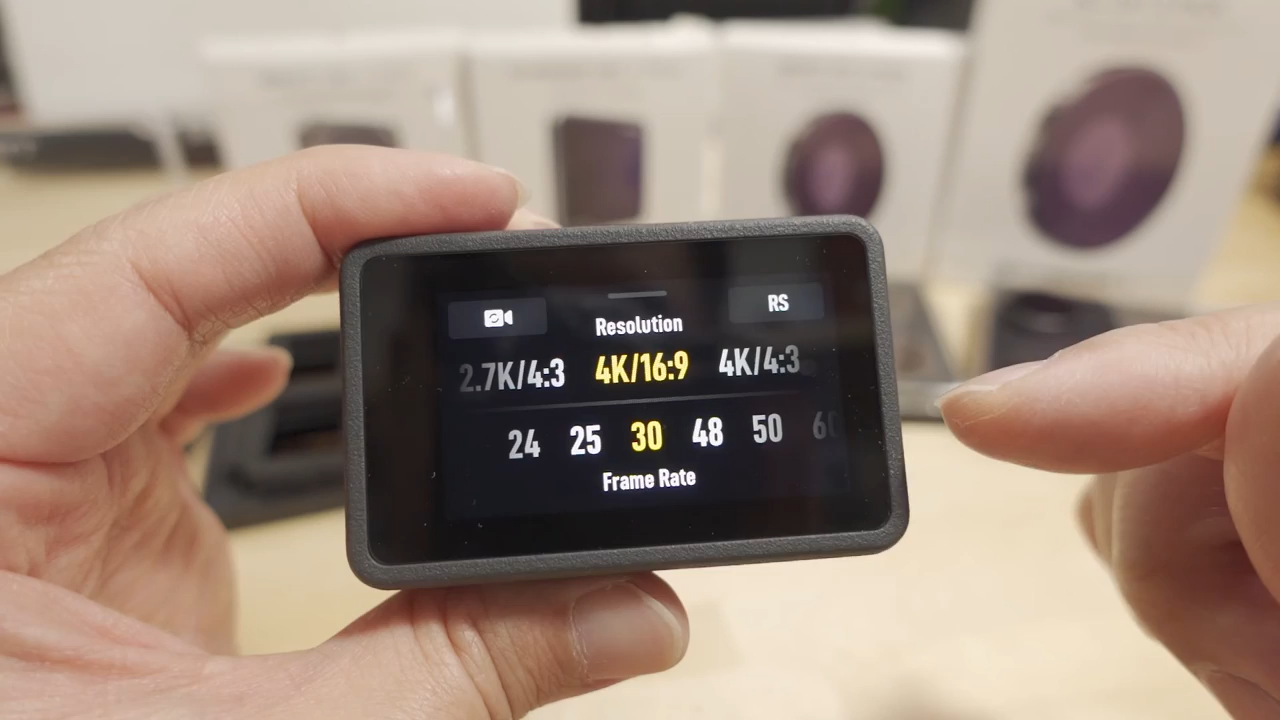 RS
Resolution
2.7K/4:3 4K/16:9 4K/4:3
24 25 30 48 50 60
Frame Rate